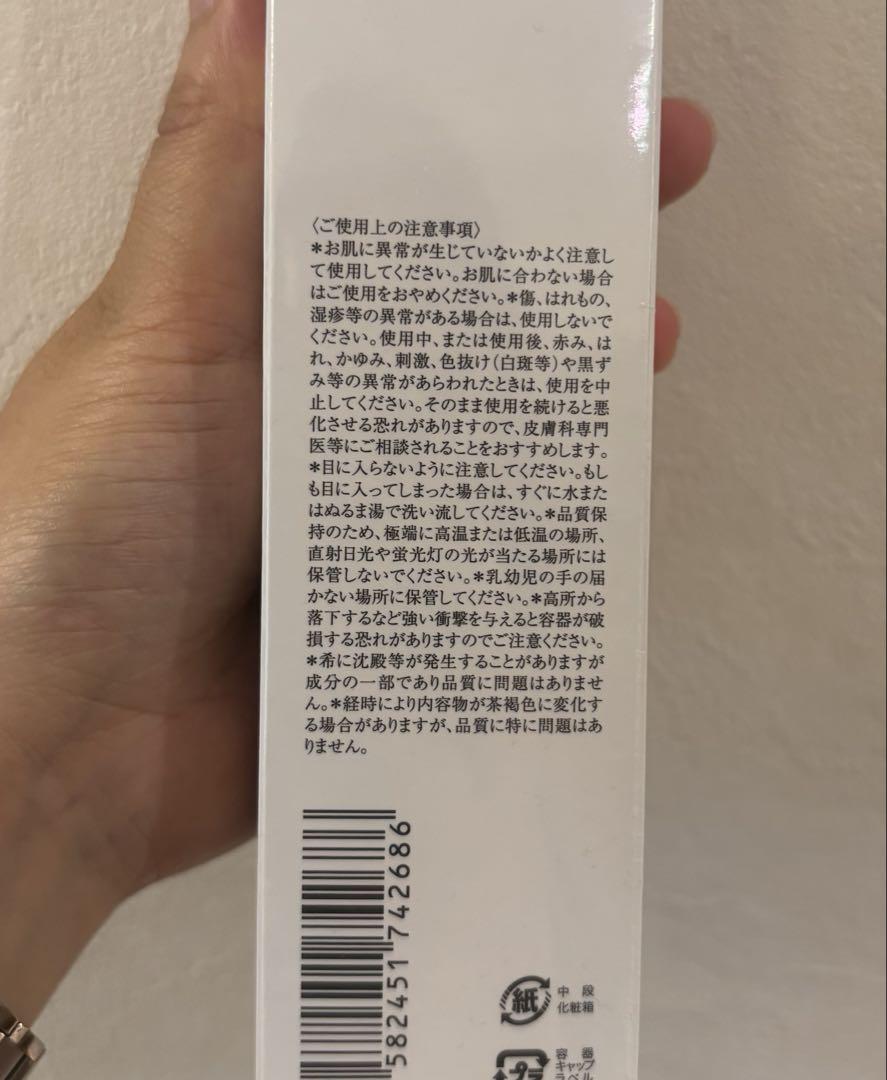 〈ご使用上の注意事項〉
＊お肌に異常が生じていないかよく注意し
て使用してください。お肌に合わない場合
はご使用をおやめください。＊傷、はれもの、
湿疹等の異常がある場合は、使用しないで
ください。使用中、または使用後、赤み、は
れ、かゆみ、刺激、色抜け（白斑等）や黒ず
み等の異常があらわれたときは、使用を中
止してください。そのまま使用を続けると悪
化させる恐れがありますので、皮膚科専門
医等にご相談されることをおすすめします。
＊目に入らないように注意してください。もし
も目に入ってしまった場合は、すぐに水また
はぬるま湯で洗い流してください。＊品質保
持のため、極端に高温または低温の場所、
直射日光や蛍光灯の光が当たる場所には
保管しないでください。＊乳幼児の手の届
かない場所に保管してください。＊高所から
落下するなど強い衝撃を与えると容器が破
損する恐れがありますのでご注意ください。
＊希に沈殿等が発生することがありますが
成分の一部であり品質に問題はありませ
ん。＊経時により内容物が茶褐色に変化す
る場合がありますが、品質に特に問題はあ
りません。
582451 742686
紙
中段
化粧箱
プラ
容器
キャップ
ラベル